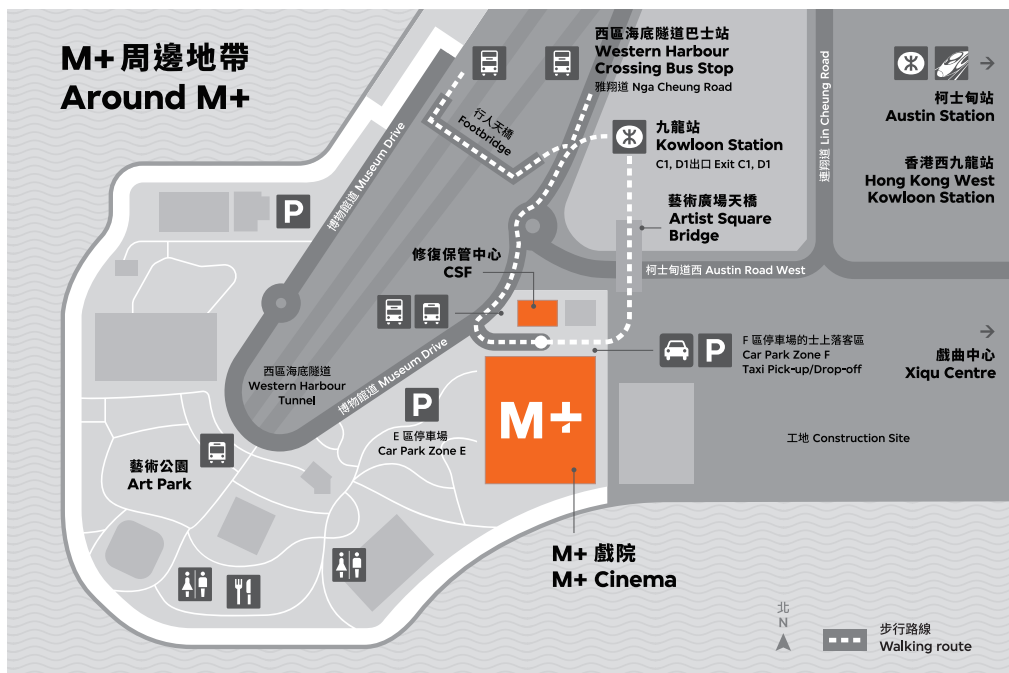 M+ 周邊地帶
Around M+
西區海底隧道巴士站
Western Harbour
Crossing Bus Stop
雅翔道 Nga Cheung Road
行人天橋
Footbridge
九龍站
Kowloon Station
C1, D1出口 Exit C1, D1
連翔道 Lin Cheung Road
柯士甸站
Austin Station
香港西九龍站
Hong Kong West
Kowloon Station
博物館道 Museum Drive
P
藝術廣場天橋
Artist Square
Bridge
修復保管中心
CSF
柯士甸道西 Austin Road West
P
F 區停車場的士上落客區
Car Park Zone F
Taxi Pick-up/Drop-off
戲曲中心
Xiqu Centre
西區海底隧道
Western Harbour
Tunnel
博物館道 Museum Drive
P
E 區停車場
Car Park Zone E
M+
工地 Construction Site
藝術公園
Art Park
M+ 戲院
M+ Cinema
北
N
步行路線
Walking route